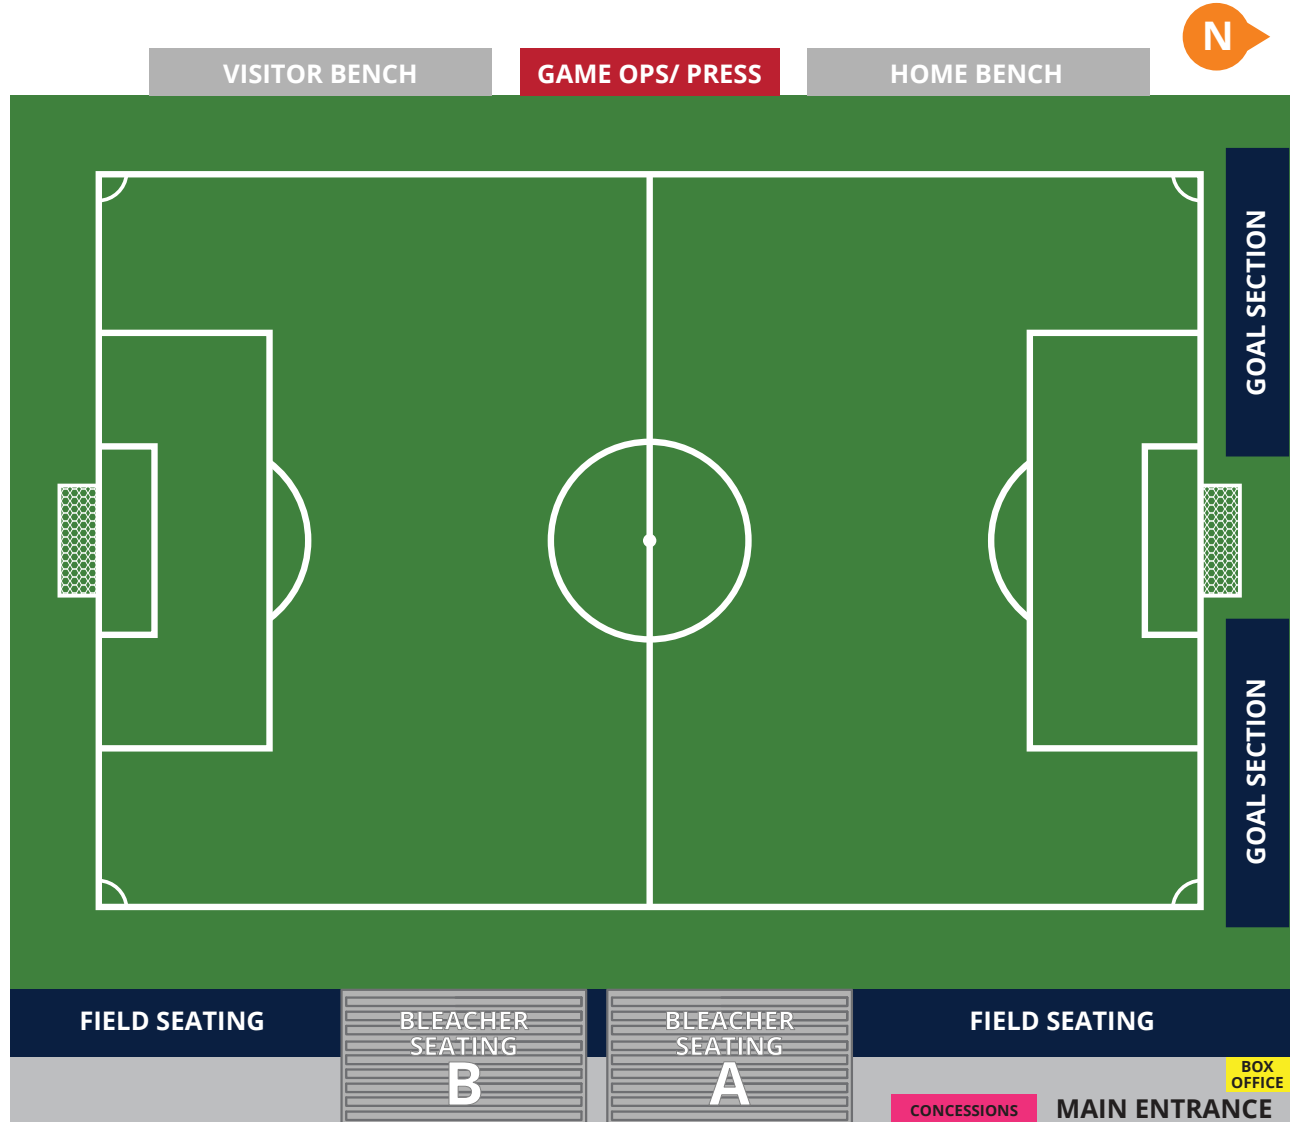 N
VISITOR BENCH
GAME OPS/ PRESS
HOME BENCH
GOAL SECTION
GOAL SECTION
FIELD SEATING
BLEACHER
SEATING
B
BLEACHER
SEATING
A
FIELD SEATING
BOX
OFFICE
CONCESSIONS
MAIN ENTRANCE